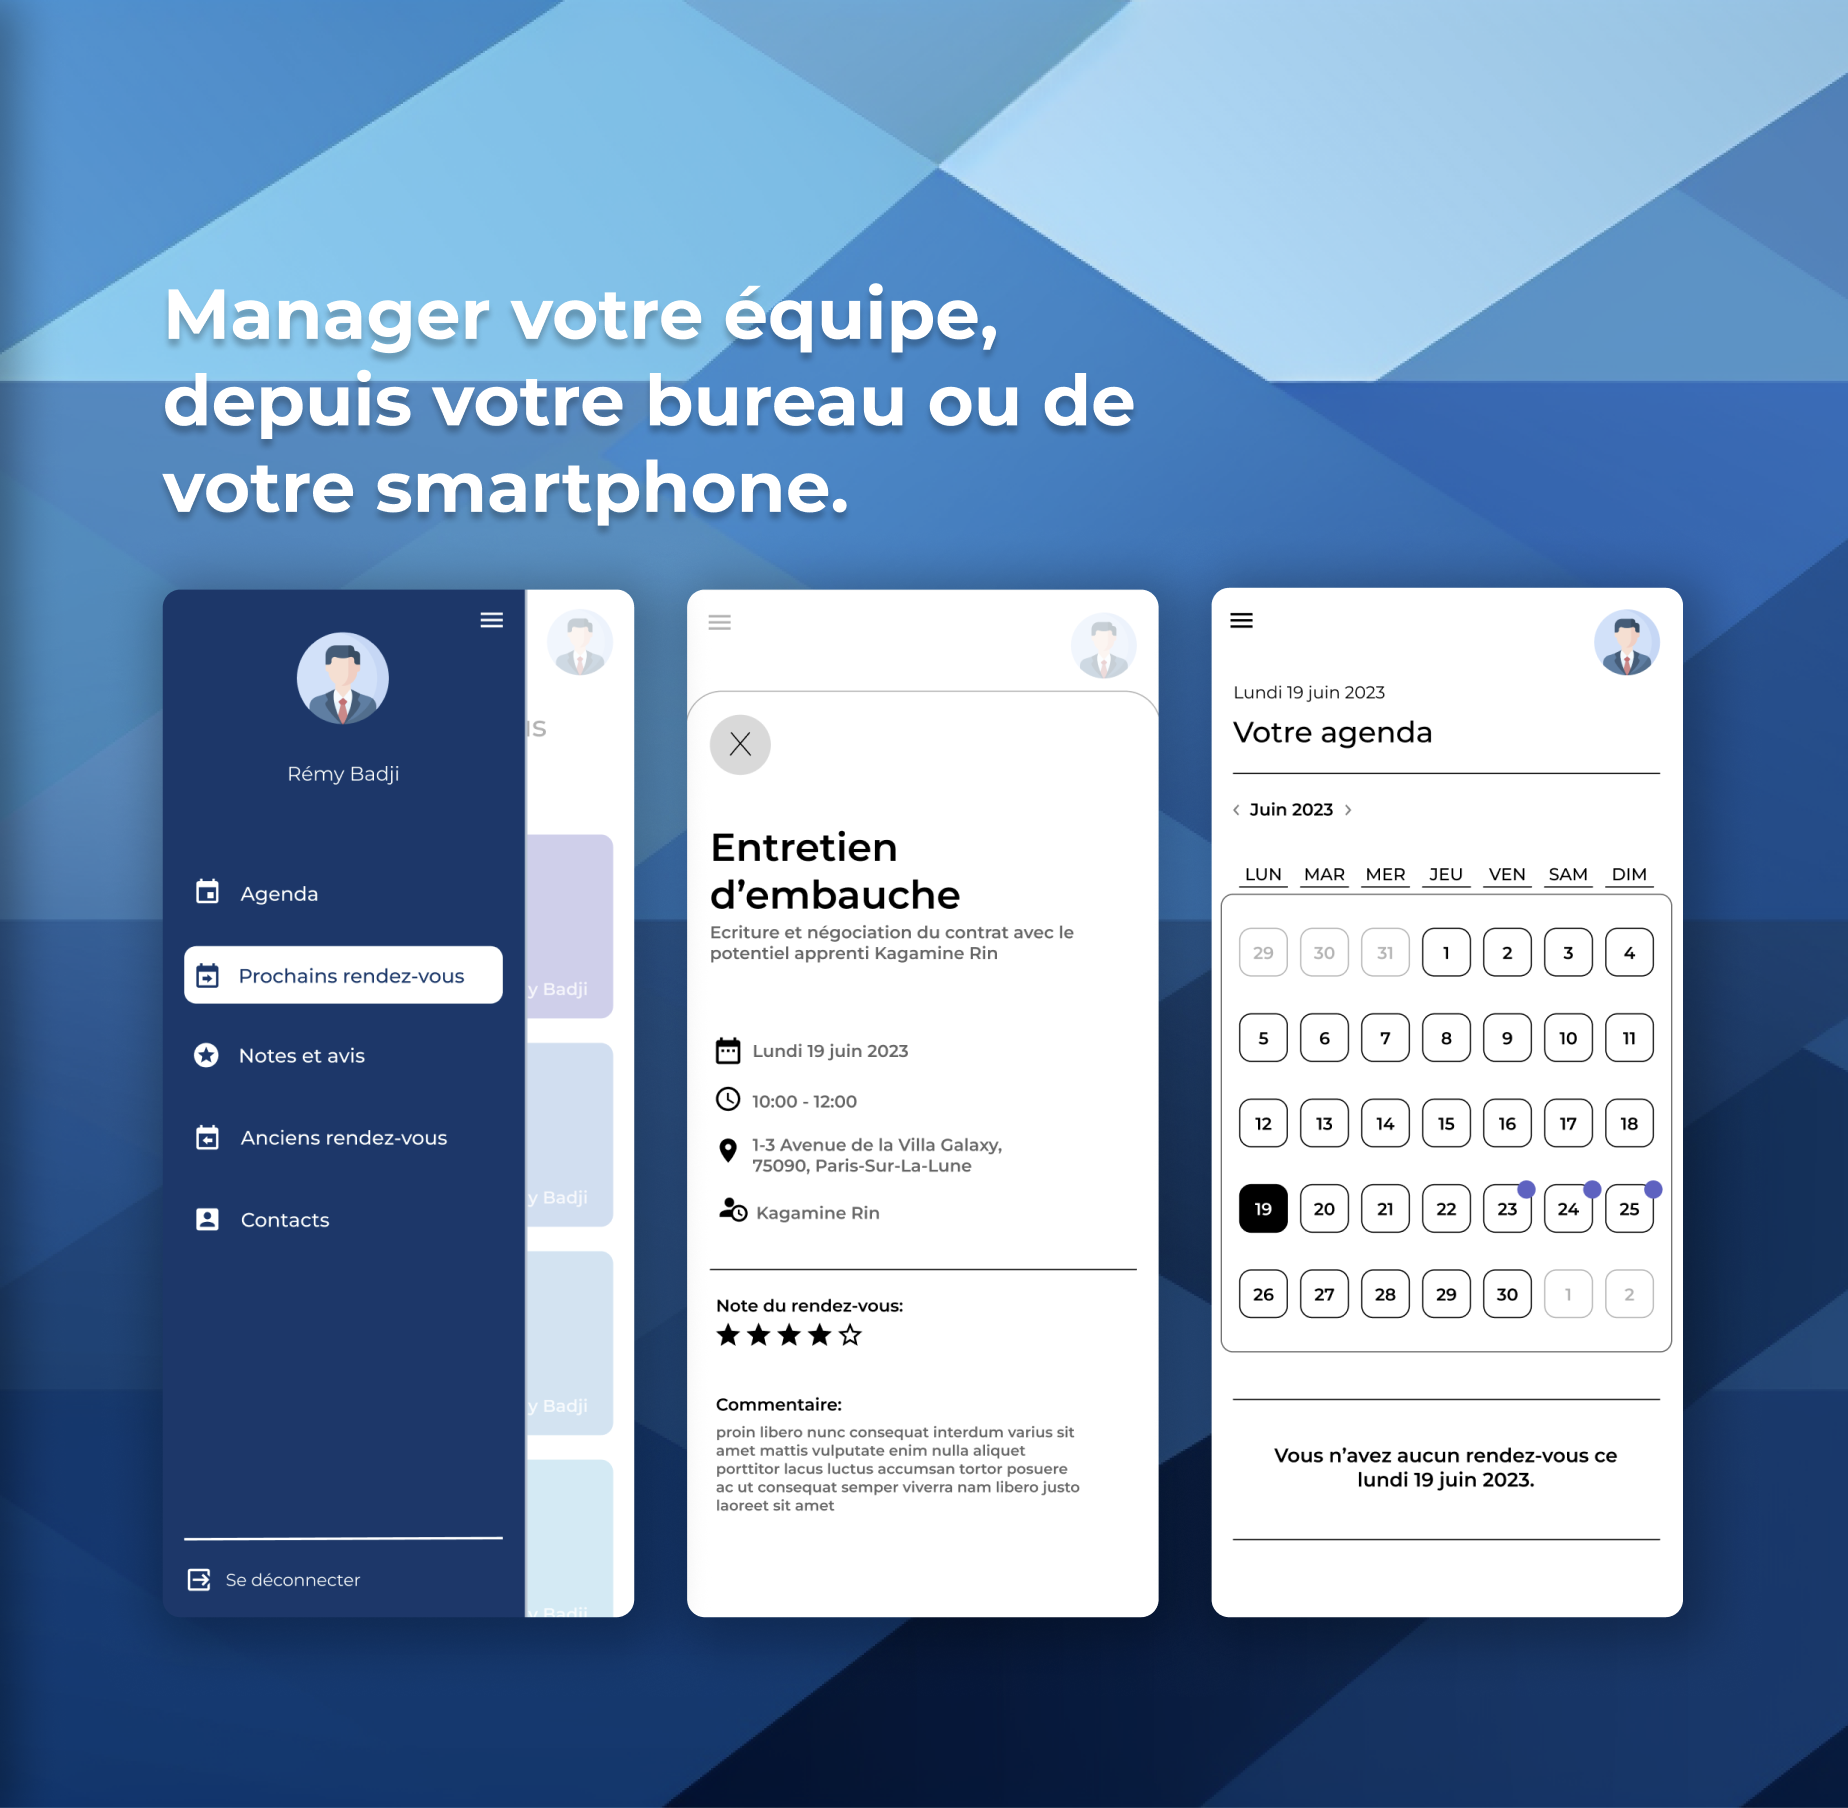 Manager votre équipe,
depuis votre bureau ou de
votre smartphone.
Rémy Badji
Agenda
Prochains rendez-vous
Notes et avis
Anciens rendez-vous
Contacts
Se déconnecter
IS
y Badji
y Badji
y Badji
y Badji
Entretien
d’embauche
Ecriture et négociation du contrat avec le
potentiel apprenti Kagamine Rin
Lundi 19 juin 2023
10:00 - 12:00
1-3 Avenue de la Villa Galaxy,
75090, Paris-Sur-La-Lune
Kagamine Rin
Note du rendez-vous:
Commentaire:
proin libero nunc consequat interdum varius sit
amet mattis vulputate enim nulla aliquet
porttitor lacus luctus accumsan tortor posuere
ac ut consequat semper viverra nam libero justo
laoreet sit amet
Lundi 19 juin 2023
Votre agenda
‹ Juin 2023 ›
LUN MAR MER JEU VEN SAM DIM
29 30 31 1 2 3 4
5 6 7 8 9 10 11
12 13 14 15 16 17 18
19 20 21 22 23 24 25
26 27 28 29 30 1 2
Vous n’avez aucun rendez-vous ce
lundi 19 juin 2023.